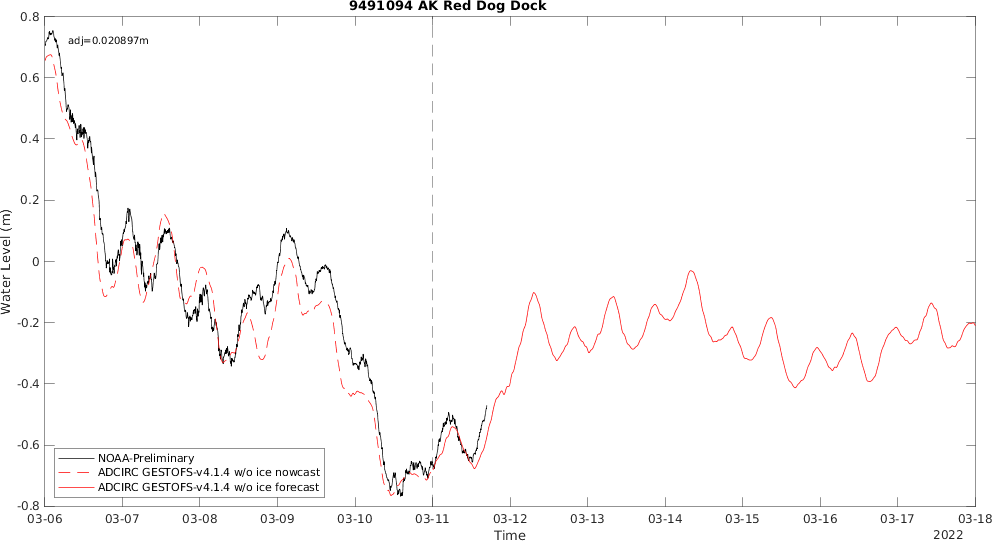 9491094 AK Red Dog Dock
adj=0.020897m
0.8
0.6
0.4
0.2
0
-0.2
-0.4
-0.6
-0.8
Water Level (m)
NOAA-Preliminary
ADCIRC GESTOFS-v4.1.4 w/o ice nowcast
ADCIRC GESTOFS-v4.1.4 w/o ice forecast
03-06 03-07 03-08 03-09 03-10 03-11 03-12 03-13 03-14 03-15 03-16 03-17 03-18
Time
2022